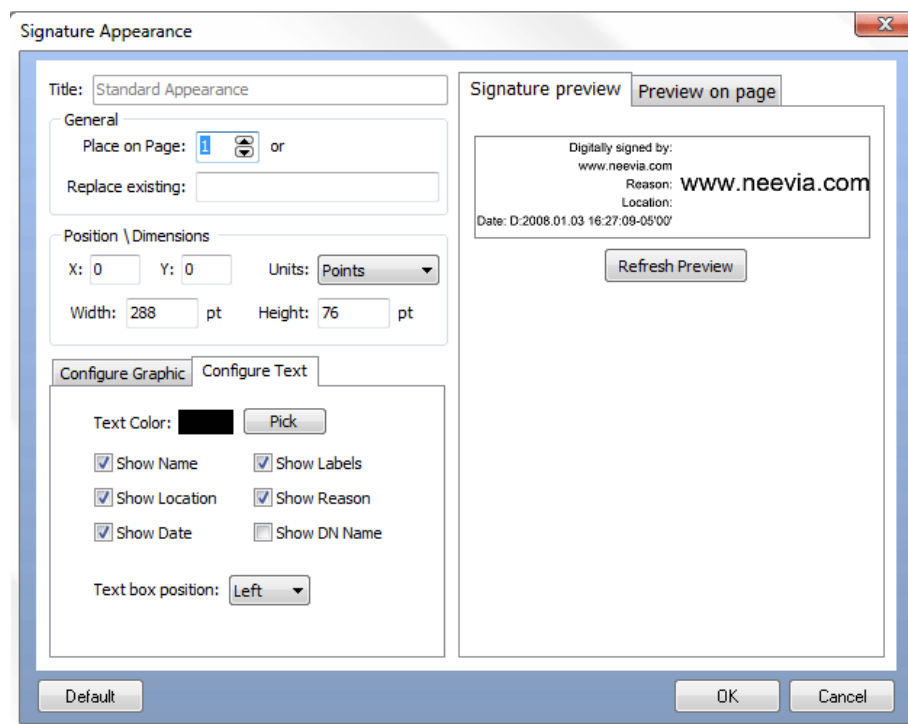 Signature Appearance
Title: Standard Appearance
General
Place on Page: 1 or
Replace existing:
Position \ Dimensions
X: 0 Y: 0 Units: Points
Width: 288 pt Height: 76 pt
Configure Graphic Configure Text
Text Color: Pick
Show Name Show Labels
Show Location Show Reason
Show Date Show DN Name
Text box position: Left
Signature preview Preview on page
Digitally signed by:
www.neevia.com
Reason:
Location:
Date: D:2008.01.03 16:27:09-05'00'
www.neevia.com
Refresh Preview
Default OK Cancel